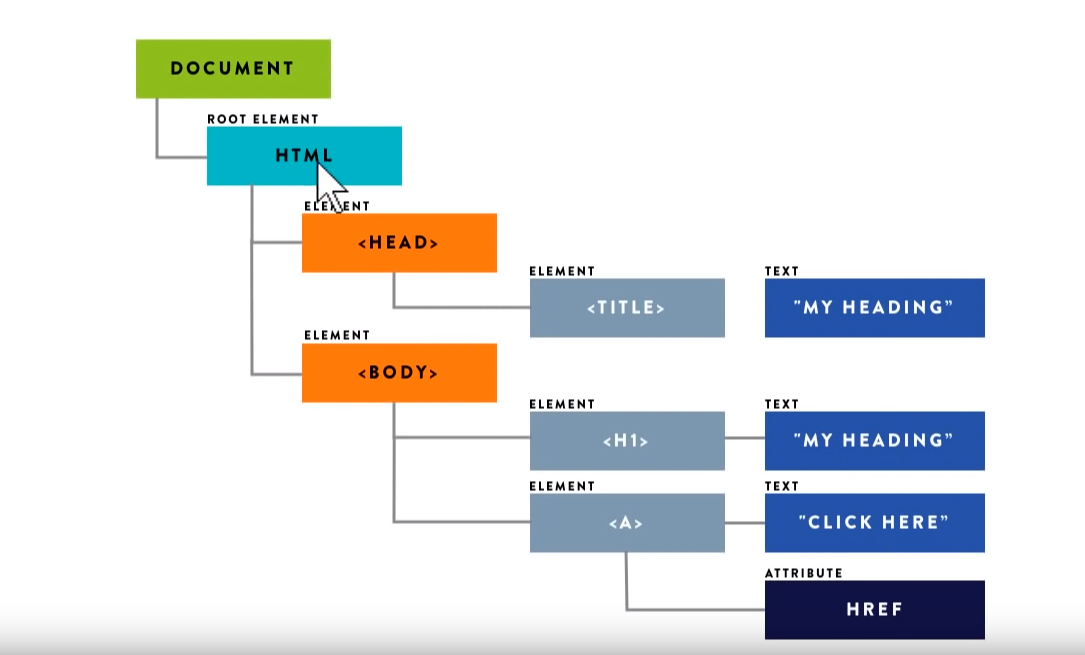 DOCUMENT
ROOT ELEMENT
HTML
ELEMENT
<HEAD>
ELEMENT
<TITLE>
TEXT
"MY HEADING”
ELEMENT
<BODY>
ELEMENT
<H1>
TEXT
"MY HEADING”
ELEMENT
<A>
TEXT
"CLICK HERE”
ATTRIBUTE
HREF